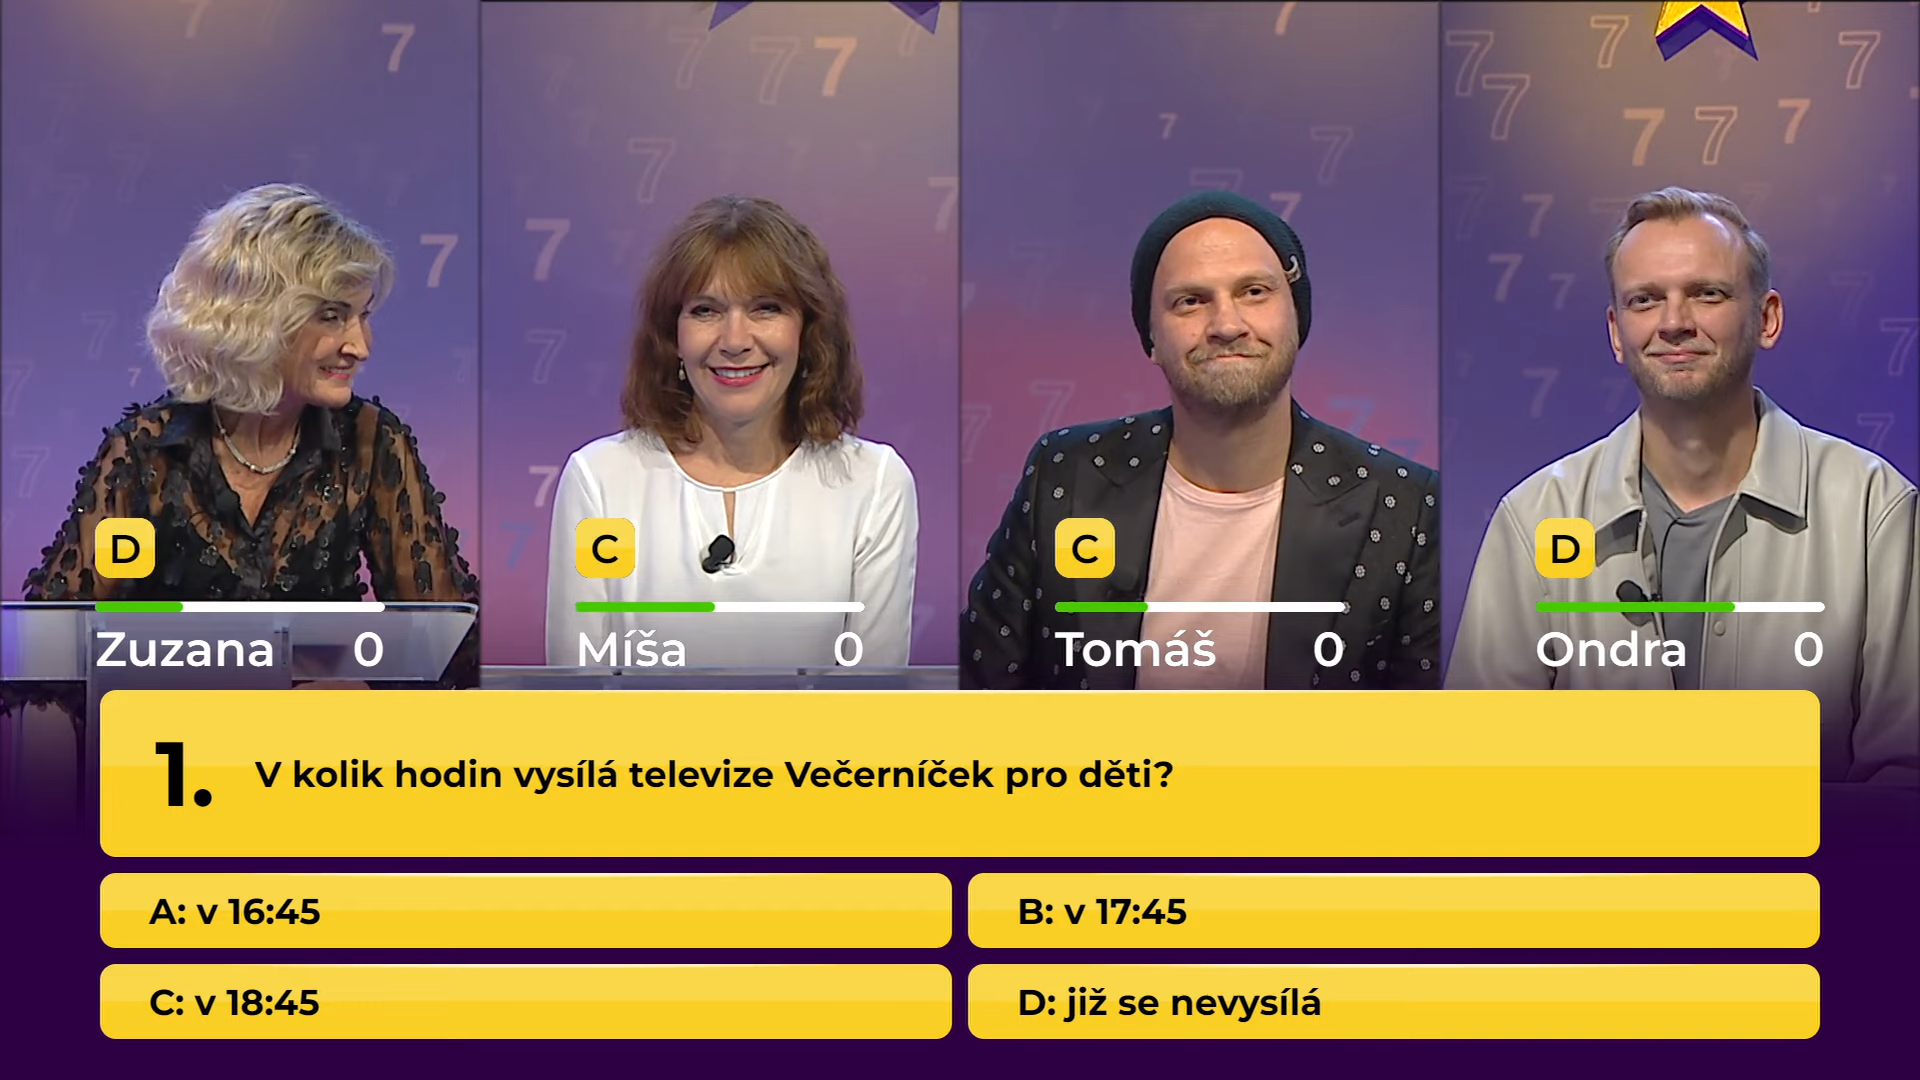 D
C
C
D
Zuzana 0
Míša 0
Tomáš 0
Ondra 0
1. V kolik hodin vysílá televize Večerníček pro děti?
A: v 16:45
B: v 17:45
C: v 18:45
D: již se nevysílá